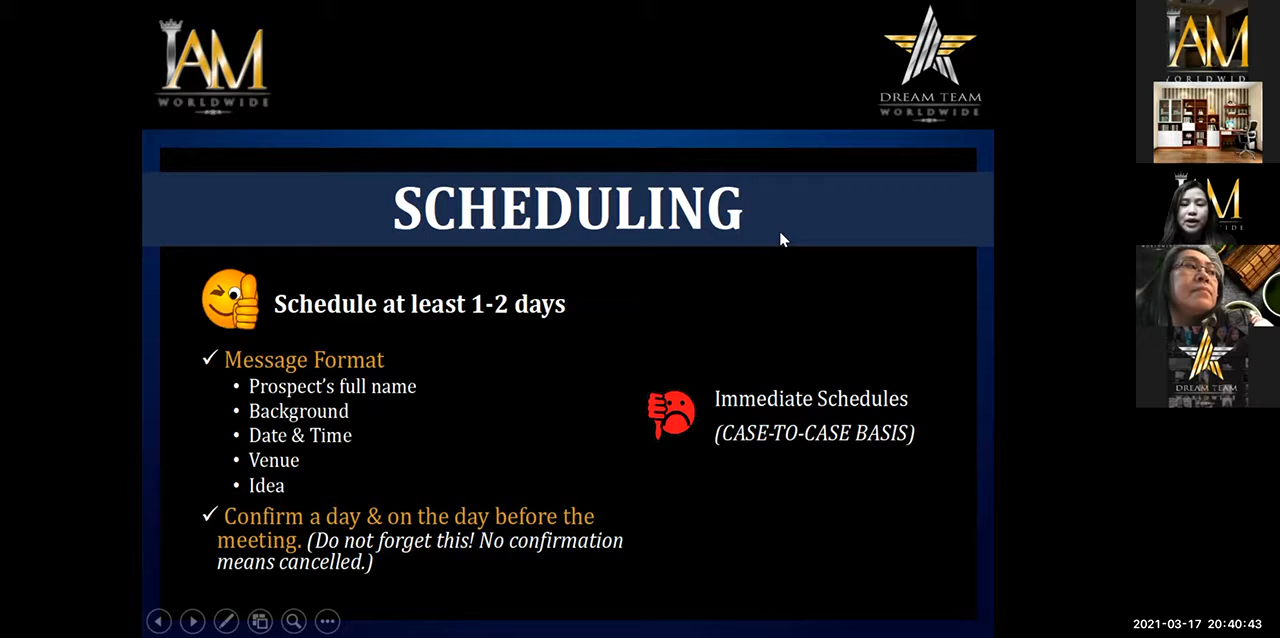 IAM
WORLDWIDE
DREAM TEAM
WORLDWIDE
SCHEDULING
Schedule at least 1-2 days
✓ Message Format
• Prospect's full name
• Background
• Date & Time
• Venue
• Idea
✓ Confirm a day & on the day before the
meeting. (Do not forget this! No confirmation
means cancelled.)
Immediate Schedules
(CASE-TO-CASE BASIS)
IAM
WORLDWIDE
DREAM TEAM
2021-03-17 20:40:43